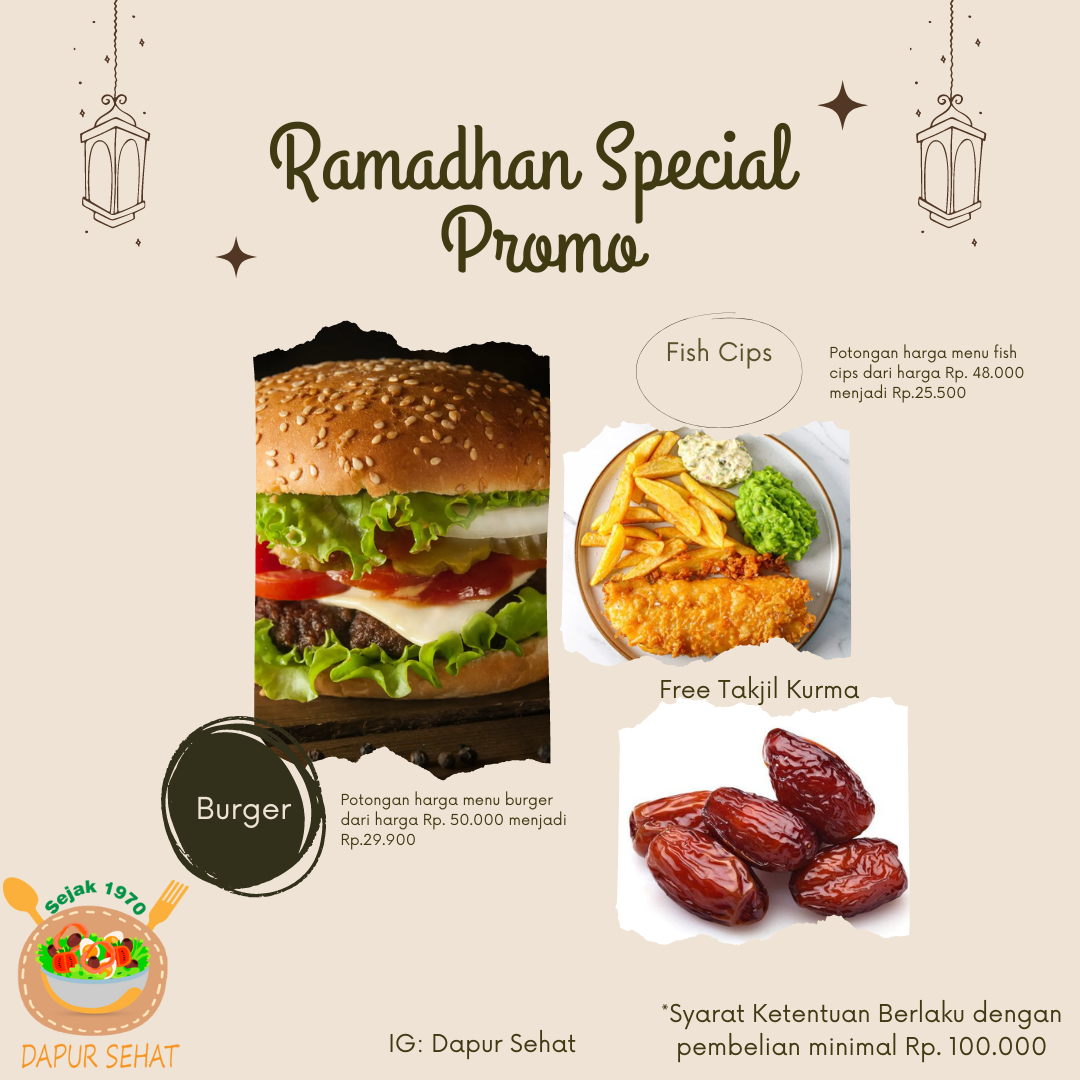 Ramadhan Special
Promo
Fish Cips
Potongan harga menu fish
cips dari harga Rp. 48.000
menjadi Rp.25.500
Free Takjil Kurma
Burger
Potongan harga menu burger
dari harga Rp. 50.000 menjadi
Rp.29.900
Sejak 1970
DAPUR SEHAT
IG: Dapur Sehat
*Syarat Ketentuan Berlaku dengan
pembelian minimal Rp. 100.000